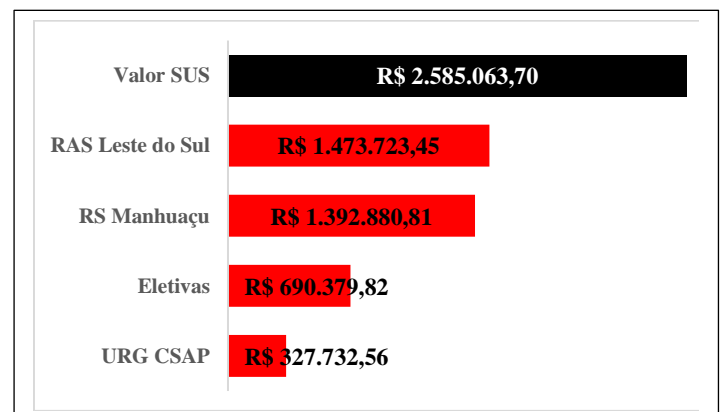 Valor SUS R$ 2.585.063,70
RAS Leste do Sul R$ 1.473.723,45
RS Manhuaçu R$ 1.392.880,81
Eletivas R$ 690.379,82
URG CSAP R$ 327.732,56